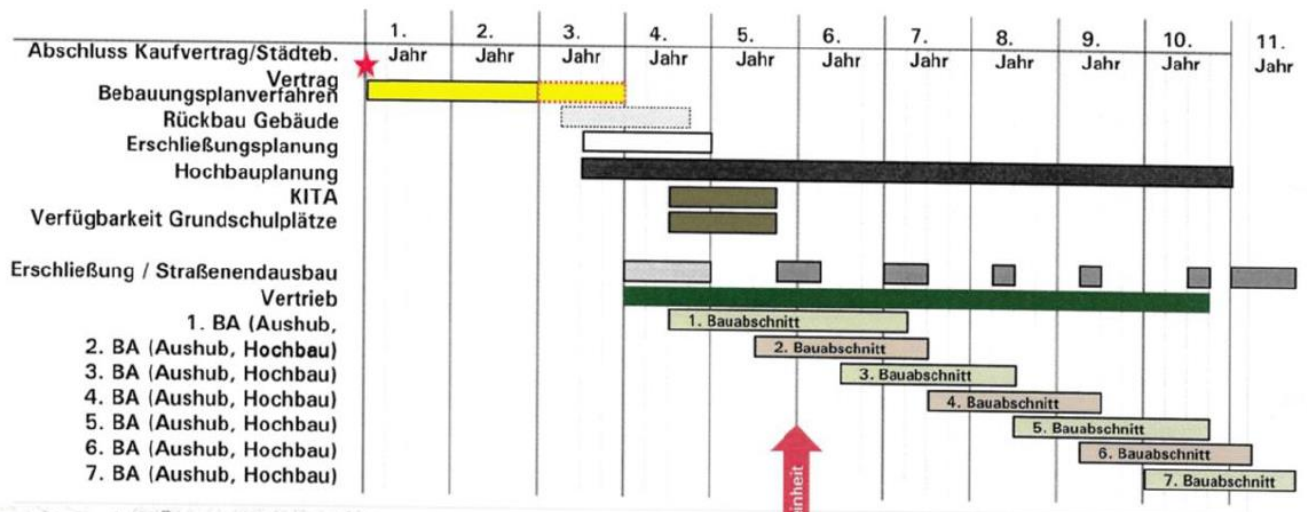 1. 2. 3. 4. 5. 6. 7. 8. 9. 10. 11.
Jahr Jahr Jahr Jahr Jahr Jahr Jahr Jahr Jahr Jahr Jahr
Abschluss Kaufvertrag/Städteb.
Vertrag
Bebauungsplanverfahren
Rückbau Gebäude
Erschließungsplanung
Hochbauplanung
KITA
Verfügbarkeit Grundschulplätze
Erschließung / Straßenendausbau
Vertrieb
1. BA (Aushub, 1. Bauabschnitt
2. BA (Aushub, Hochbau) 2. Bauabschnitt
3. BA (Aushub, Hochbau) 3. Bauabschnitt
4. BA (Aushub, Hochbau) 4. Bauabschnitt
5. BA (Aushub, Hochbau) 5. Bauabschnitt
6. BA (Aushub, Hochbau) 6. Bauabschnitt
7. BA (Aushub, Hochbau) 7. Bauabschnitt
einheit